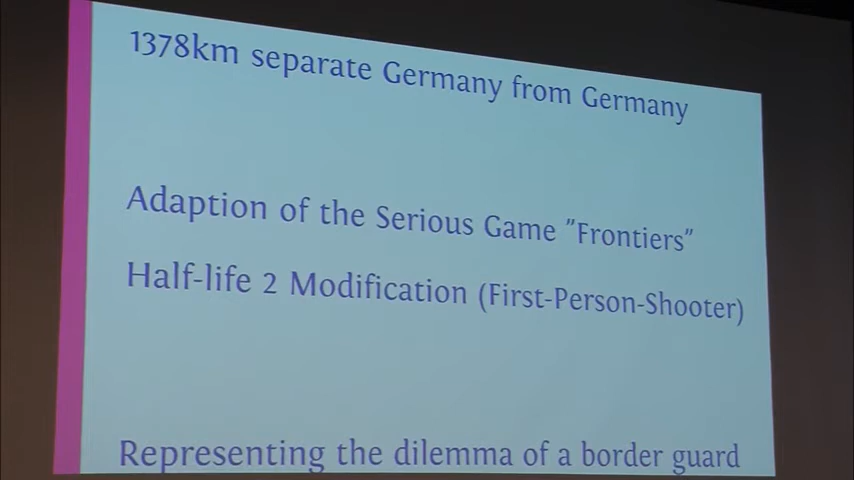 1378km separate Germany from Germany
Adaption of the Serious Game "Frontiers"
Half-life 2 Modification (First-Person-Shooter)
Representing the dilemma of a border guard